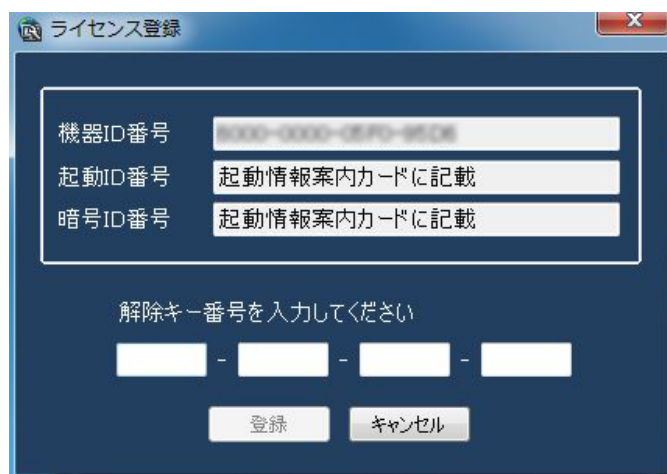 ライセンス登録
機器ID番号
起動ID番号 起動情報案内カードに記載
暗号ID番号 起動情報案内カードに記載
解除キー番号を入力してください
- - -
登録 キャンセル